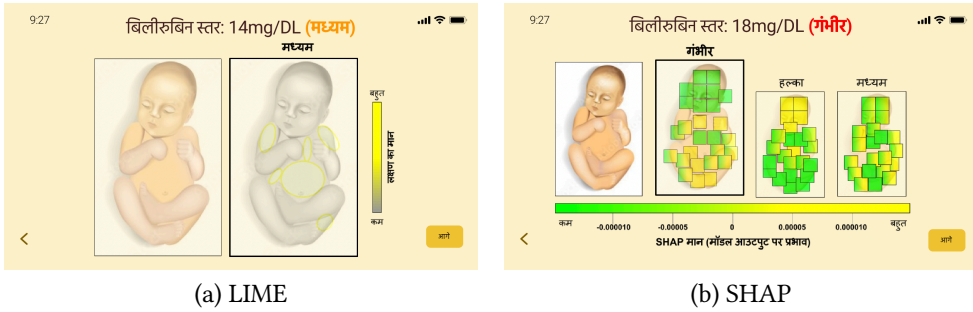 9:27
बिलीरुबिन स्तर: 14mg/DL (मध्यम)
मध्यम
बहुत
लक्षण का मान
कम
आगे
(a) LIME
9:27
बिलीरुबिन स्तर: 18mg/DL (गंभीर)
गंभीर
हल्का
मध्यम
कम
-0.000010
-0.00005
0
0.00005
0.000010
बहुत
SHAP मान (मॉडल आउटपुट पर प्रभाव)
आगे
(b) SHAP